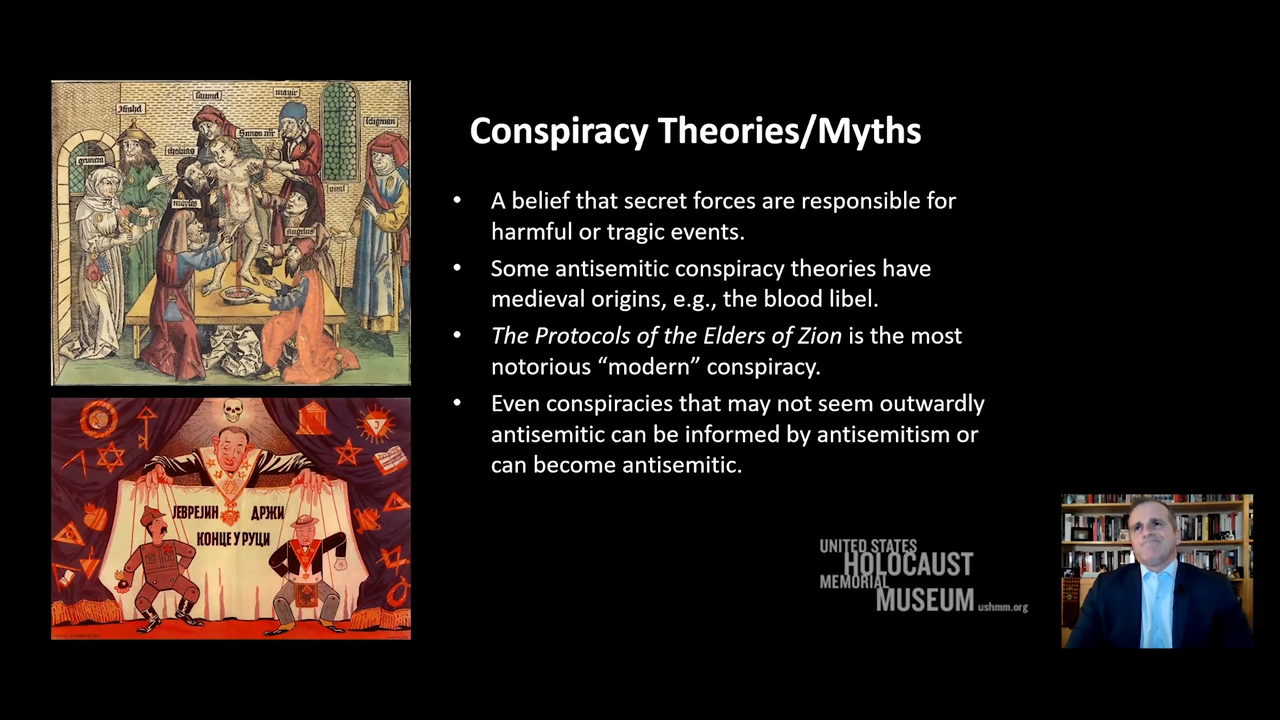 Conspiracy Theories/Myths
• A belief that secret forces are responsible for
harmful or tragic events.
• Some antisemitic conspiracy theories have
medieval origins, e.g., the blood libel.
• The Protocols of the Elders of Zion is the most
notorious “modern” conspiracy.
• Even conspiracies that may not seem outwardly
antisemitic can be informed by antisemitism or
can become antisemitic.
ЈЕВРЕЈИН ДРЖИ
КОНЦЕ У РУЦИ
UNITED STATES
HOLOCAUST
MEMORIAL
MUSEUM ushmm.org